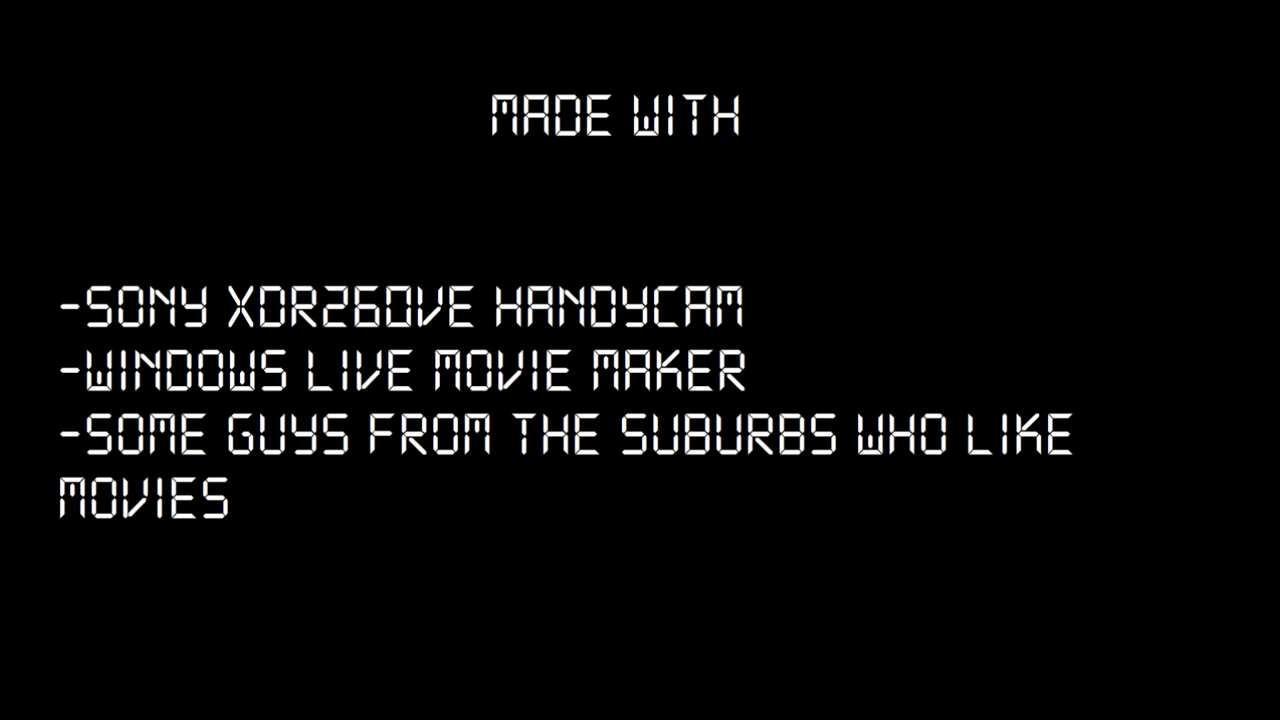 MADE WITH
-SONY XDR260VE HANDYCAM
-WINDOWS LIVE MOVIE MAKER
-SOME GUYS FROM THE SUBURBS WHO LIKE
MOVIES